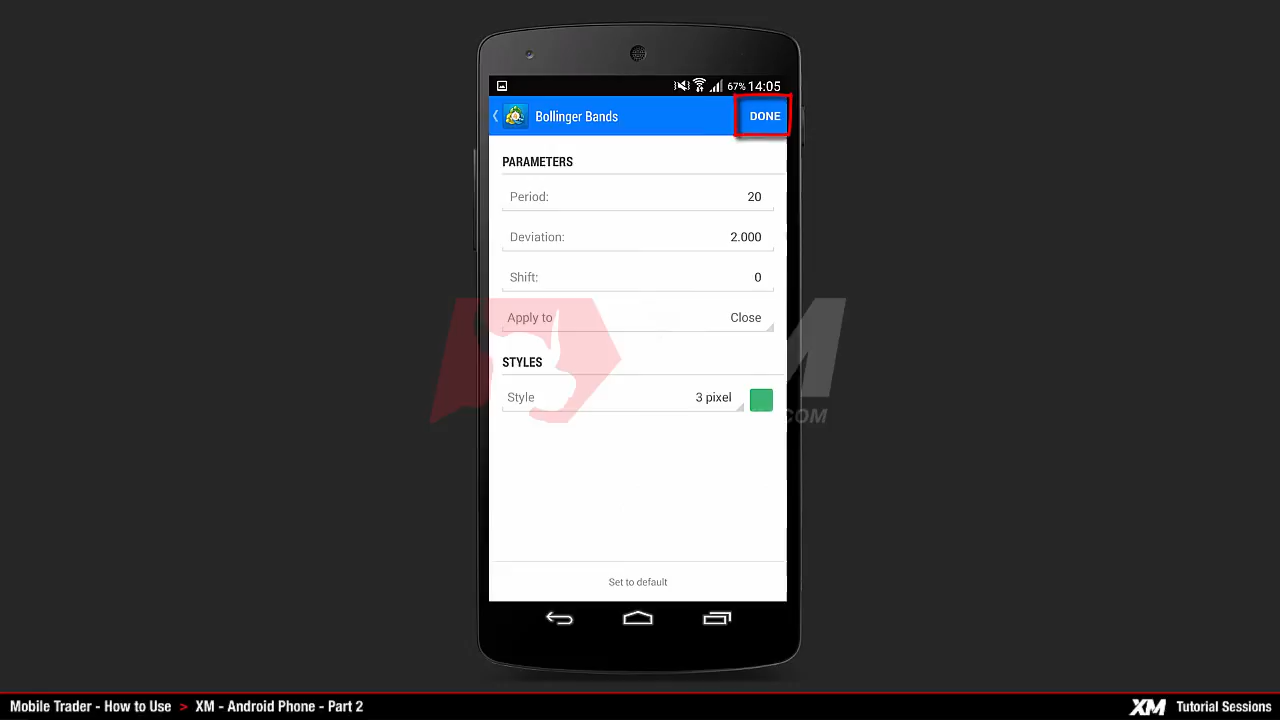 67% 14:05
Bollinger Bands
DONE
PARAMETERS
Period: 20
Deviation: 2.000
Shift: 0
Apply to Close
STYLES
Style 3 pixel
M
.COM
Set to default
Mobile Trader - How to Use > XM - Android Phone - Part 2
XM Tutorial Sessions